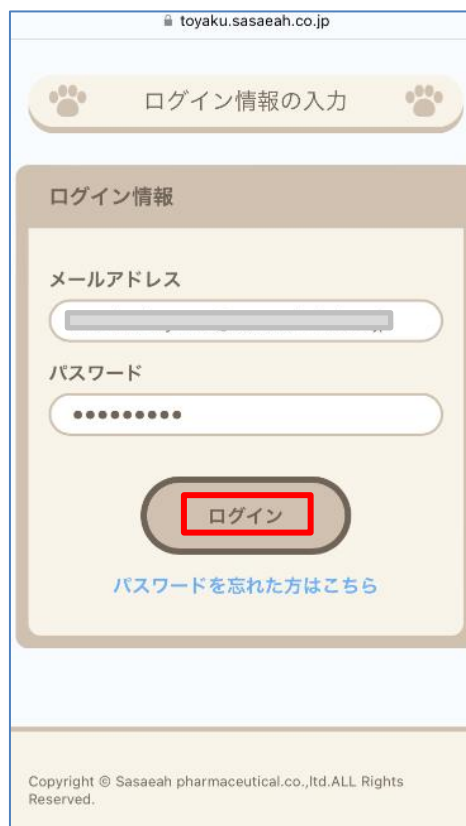 toyaku.sasaeah.co.jp
ログイン情報の入力
ログイン情報
メールアドレス
パスワード
•••••••••
ログイン
パスワードを忘れた方はこちら
Copyright © Sasaeah pharmaceutical.co.,ltd.ALL Rights
Reserved.